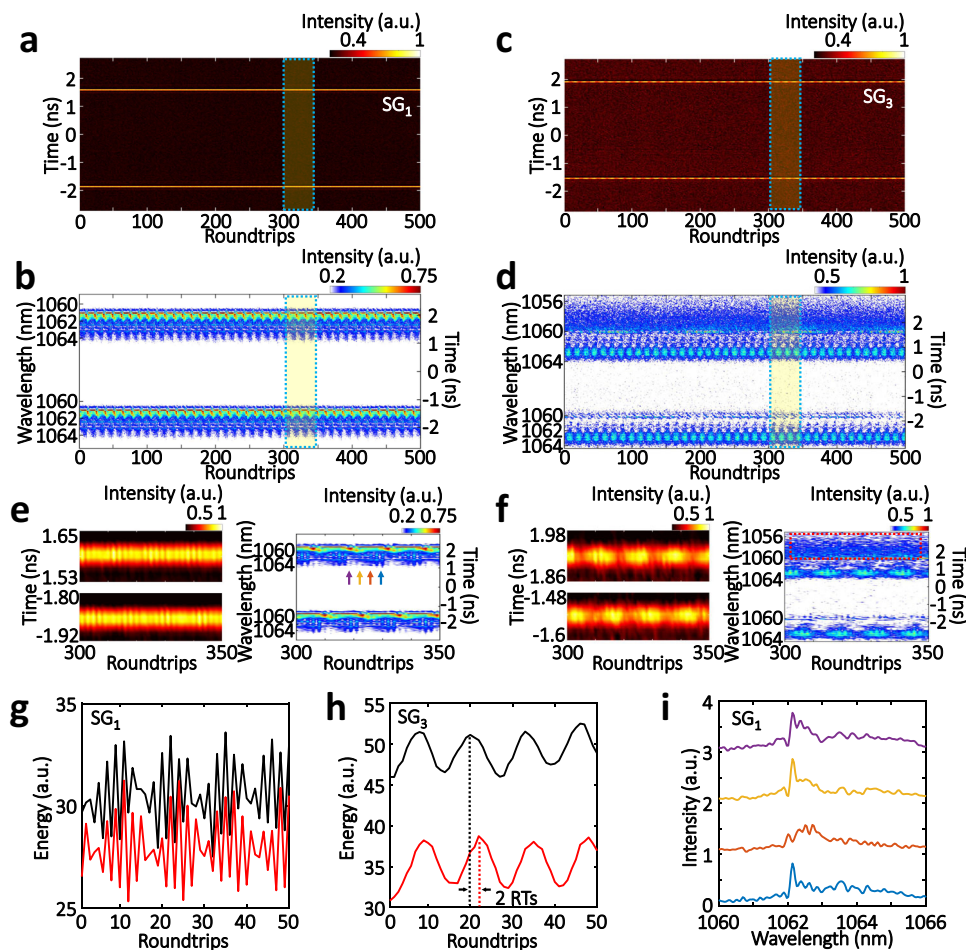 a
Intensity (a.u.)
0.4 1
Time (ns)
2
1
0
-1
-2
SG1
0 100 200 300 400 500
Roundtrips
c
Intensity (a.u.)
0.4 1
Time (ns)
2
1
0
-1
-2
SG3
0 100 200 300 400 500
Roundtrips
b
Intensity (a.u.)
0.2 0.75
Wavelength (nm)
1060
1062
1064
1060
1062
1064
Time (ns)
2
1
0
-1
-2
0 100 200 300 400 500
Roundtrips
d
Intensity (a.u.)
0.5 1
Wavelength (nm)
1056
1060
1064
1060
1062
1064
Time (ns)
2
1
0
-1
-2
0 100 200 300 400 500
Roundtrips
e
Intensity (a.u.)
0.5 1
Time (ns)
1.65
1.53
-1.80
-1.92
300 350
Roundtrips
Intensity (a.u.)
0.2 0.75
Wavelength (nm)
1060
1064
1060
1064
Time (ns)
2
1
0
-1
-2
300 350
Roundtrips
f
Intensity (a.u.)
0.5 1
Time (ns)
1.98
1.86
-1.48
-1.6
300 350
Roundtrips
Intensity (a.u.)
0.5 1
Wavelength (nm)
1056
1060
1064
1060
1064
Time (ns)
2
1
0
-1
-2
300 350
Roundtrips
g
SG1
Energy (a.u.)
35
30
25
0 10 20 30 40 50
Roundtrips
h
SG3
Energy (a.u.)
55
50
45
40
35
30
2 RTs
0 10 20 30 40 50
Roundtrips
i
SG1
Intensity (a.u.)
4
3
2
1
0
1060 1062 1064 1066
Wavelength (nm)